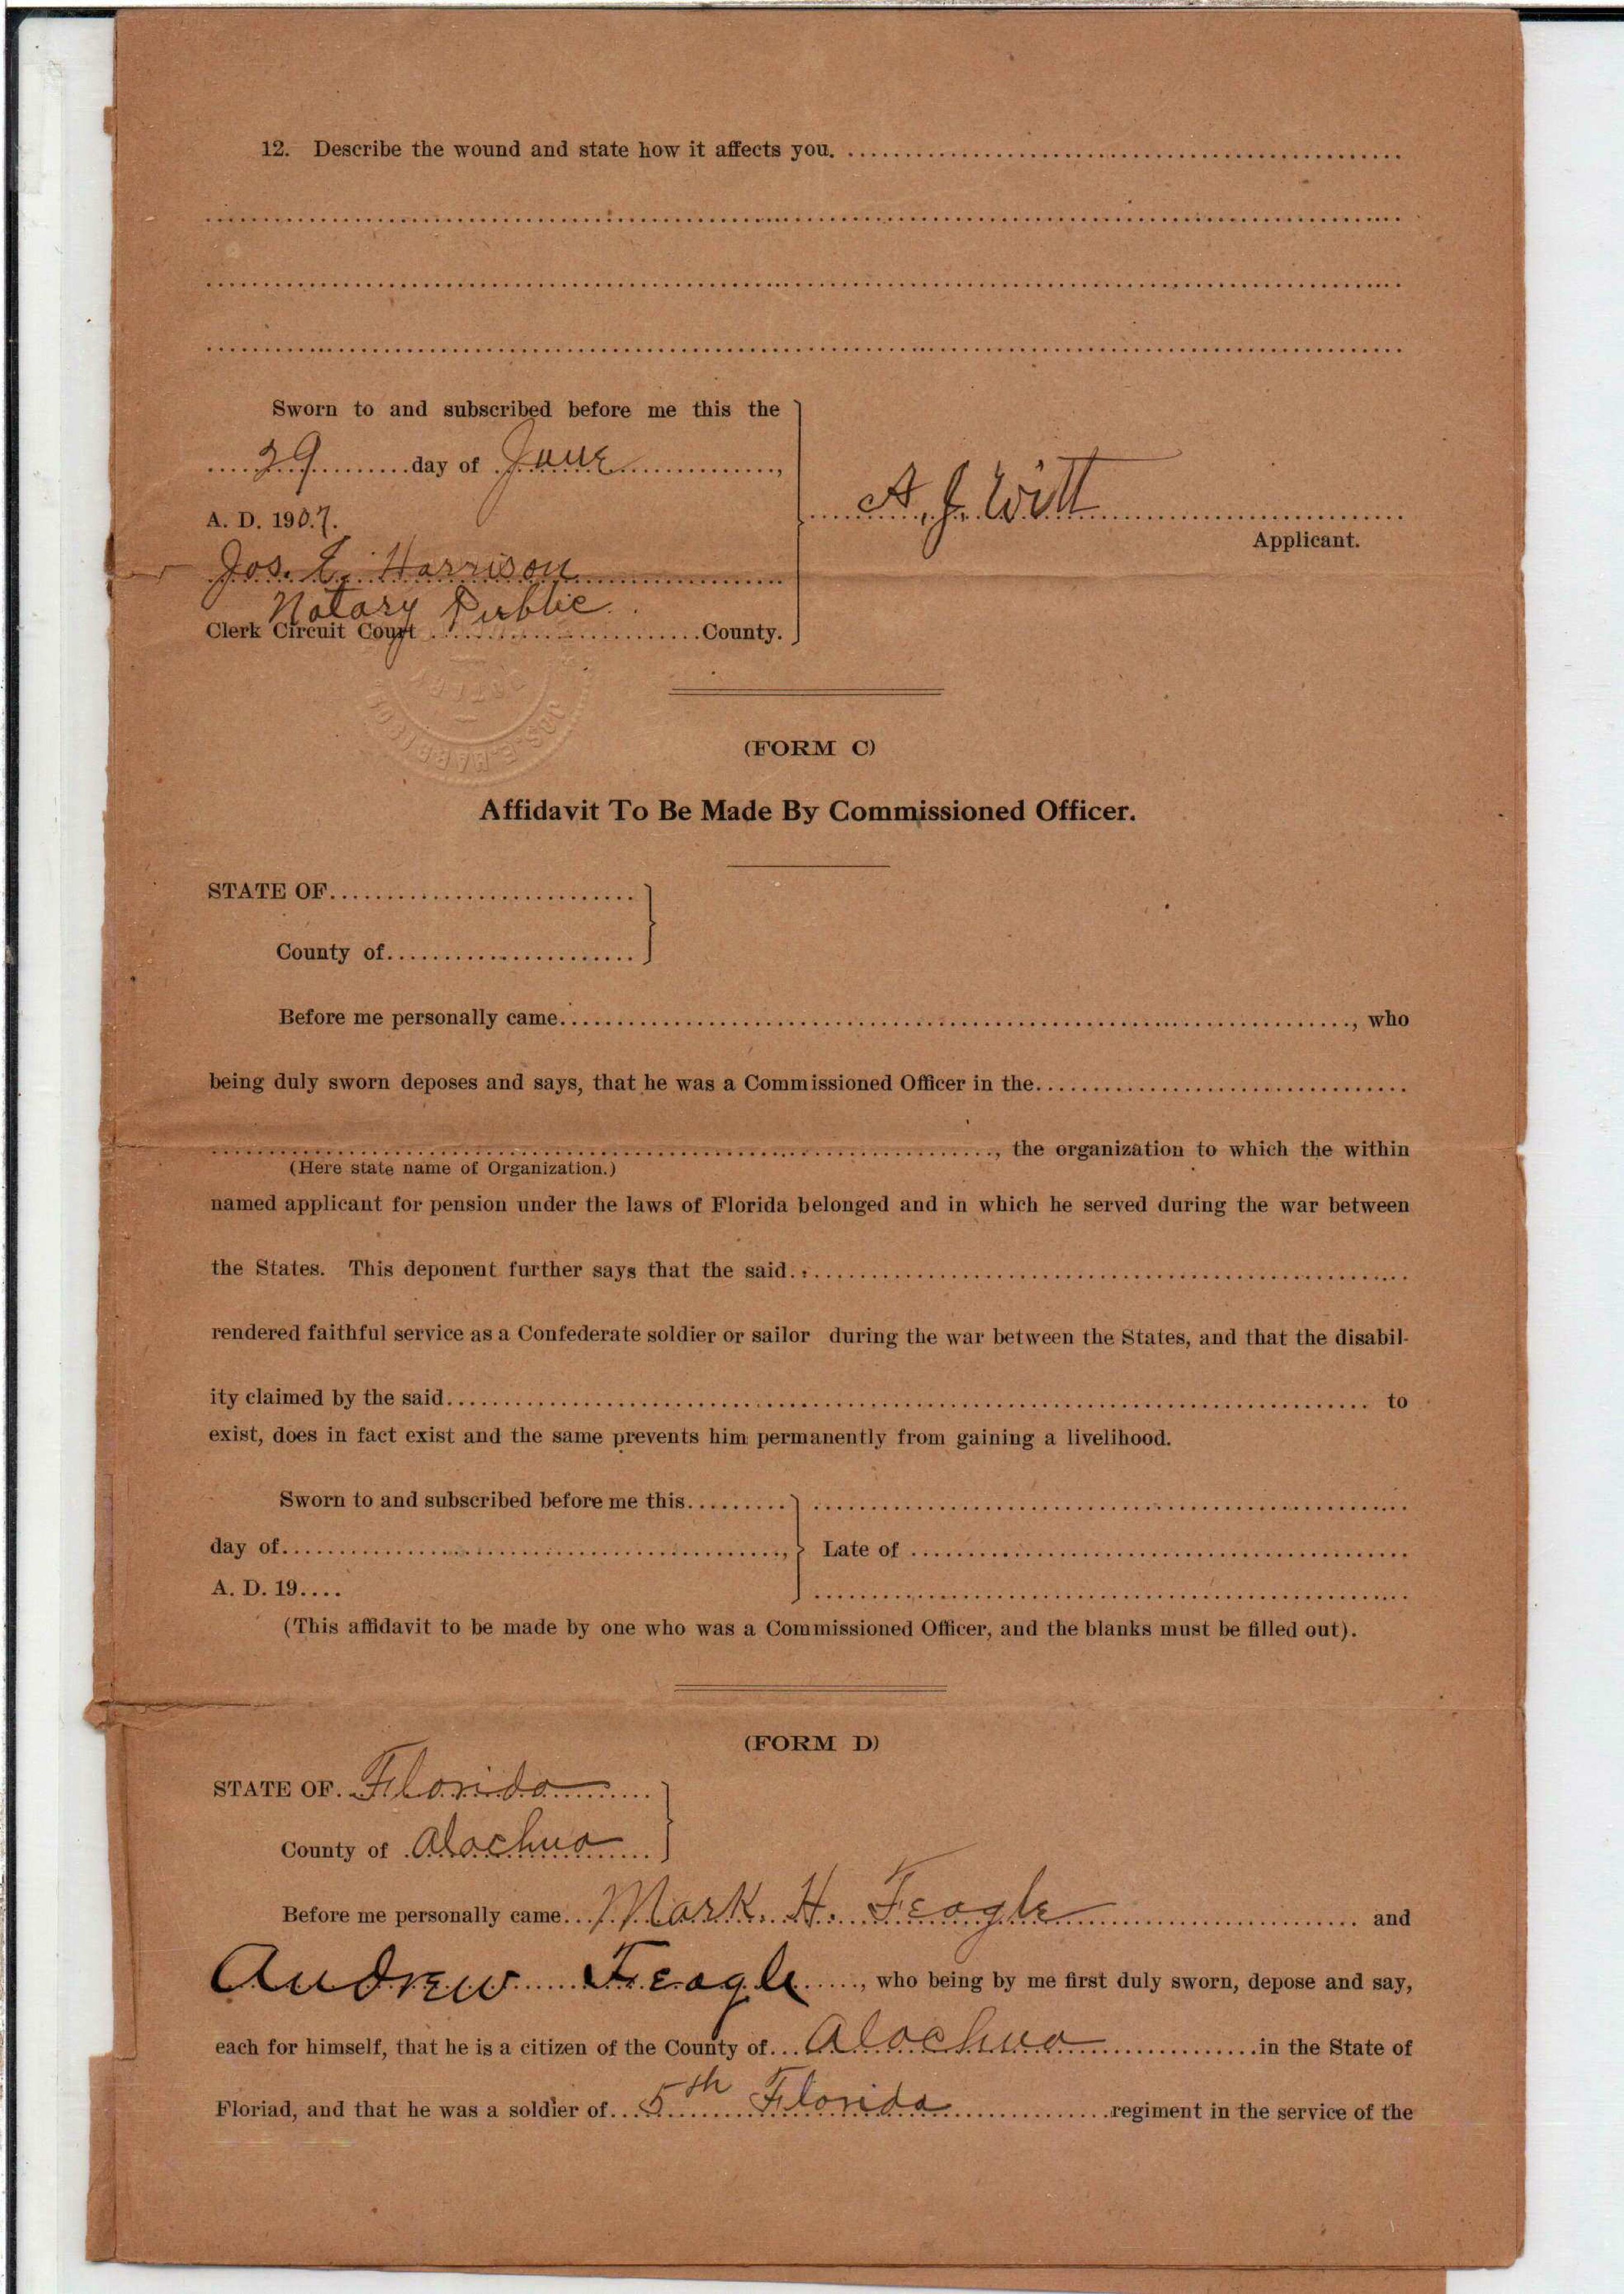 12. Describe the wound and state how it affects you. ........
Sworn to and subscribed before me this the
29 day of June,
A. D. 1907.
A. J. Witt
Applicant.
Jos. E. Harrison
Notary Public
Clerk Circuit Court ........ County.
NOTARY
JOS. E. HARRISON
(FORM C)
Affidavit To Be Made By Commissioned Officer.
STATE OF........
County of........
Before me personally came........, who
being duly sworn deposes and says, that he was a Commissioned Officer in the........
........, the organization to which the within
(Here state name of Organization.)
named applicant for pension under the laws of Florida belonged and in which he served during the war between
the States. This deponent further says that the said........
rendered faithful service as a Confederate soldier or sailor during the war between the States, and that the disabil-
ity claimed by the said........ to
exist, does in fact exist and the same prevents him permanently from gaining a livelihood.
Sworn to and subscribed before me this........
day of........, Late of ........
A. D. 19....
(This affidavit to be made by one who was a Commissioned Officer, and the blanks must be filled out).
(FORM D)
STATE OF. Florida
County of Alachua
Before me personally came Mark. H. Feagle and
Andrew Feagle, who being by me first duly sworn, depose and say,
each for himself, that he is a citizen of the County of Alachua in the State of
Floriad, and that he was a soldier of 5th Florida regiment in the service of the